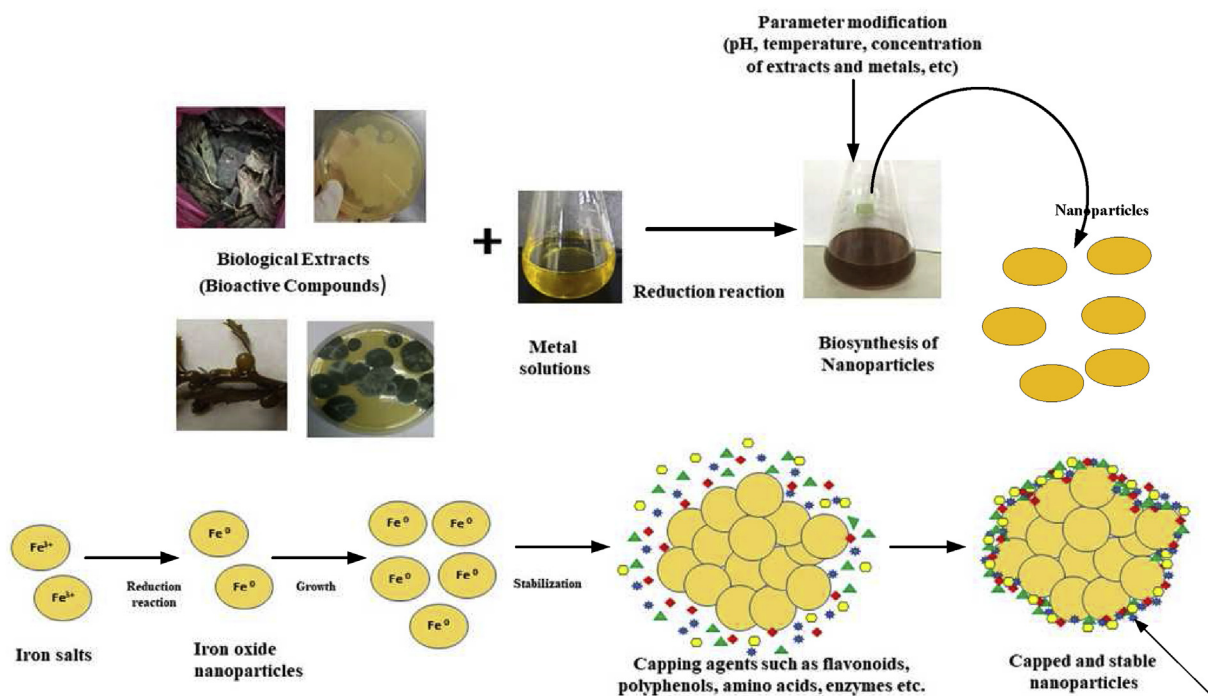 Parameter modification
(pH, temperature, concentration
of extracts and metals, etc)
Nanoparticles
Biological Extracts
(Bioactive Compounds)
+
Metal
solutions
Reduction reaction
Biosynthesis of
Nanoparticles
Fe3+
Fe3+
Iron salts
Reduction
reaction
Fe0
Fe0
Iron oxide
nanoparticles
Growth
Fe0
Fe0
Fe0
Fe0
Fe0
Stabilization
Capping agents such as flavonoids,
polyphenols, amino acids, enzymes etc.
Capped and stable
nanoparticles